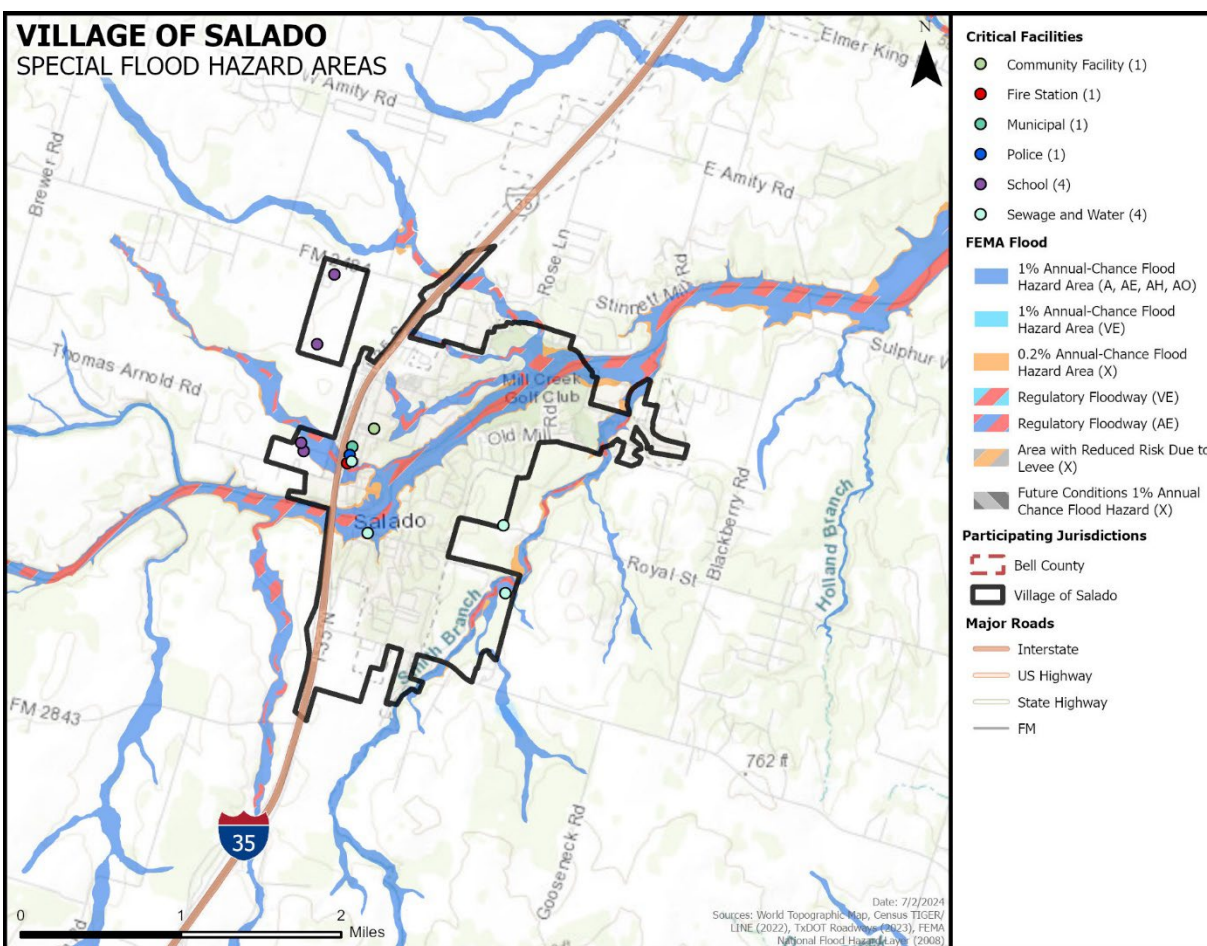 VILLAGE OF SALADO
SPECIAL FLOOD HAZARD AREAS
N
Elmer King
W Amity Rd
Brewer Rd
E Amity Rd
35
FM 2484
Rose Ln
Stinnett Mill Rd
Thomas Arnold Rd
Sulphur W
Mill Creek
Golf Club
Old Mill Rd
Salado
Blackberry Rd
Royal St
Holland Branch
Smith Branch
FM 2843
762 ft
Gooseneck Rd
35
0 1 2
Miles
Date: 7/2/2024
Sources: World Topographic Map, Census TIGER/
LINE (2022), TxDOT Roadways (2023), FEMA
National Flood Hazard Layer (2008)
Critical Facilities
Community Facility (1)
Fire Station (1)
Municipal (1)
Police (1)
School (4)
Sewage and Water (4)
FEMA Flood
1% Annual-Chance Flood
Hazard Area (A, AE, AH, AO)
1% Annual-Chance Flood
Hazard Area (VE)
0.2% Annual-Chance Flood
Hazard Area (X)
Regulatory Floodway (VE)
Regulatory Floodway (AE)
Area with Reduced Risk Due to
Levee (X)
Future Conditions 1% Annual
Chance Flood Hazard (X)
Participating Jurisdictions
Bell County
Village of Salado
Major Roads
Interstate
US Highway
State Highway
FM